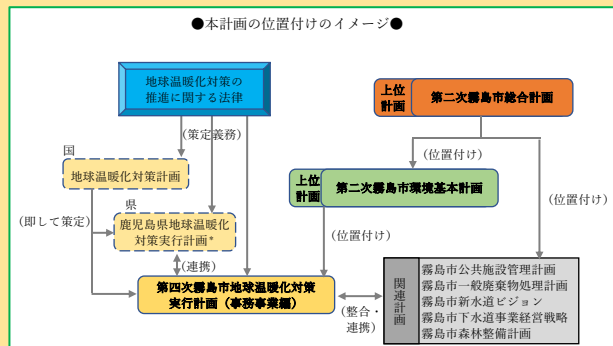 ●本計画の位置付けのイメージ●
地球温暖化対策の
推進に関する法律
上位
計画
第二次霧島市総合計画
(策定義務)
(位置付け)
国
地球温暖化対策計画
上位
計画
第二次霧島市環境基本計画
(位置付け)
県
(即して策定)
鹿児島県地球温暖化
対策実行計画*
(位置付け)
(連携)
第四次霧島市地球温暖化対策
実行計画（事務事業編）
(整合・
連携)
関連計画
霧島市公共施設管理計画
霧島市一般廃棄物処理計画
霧島市新水道ビジョン
霧島市下水道事業経営戦略
霧島市森林整備計画